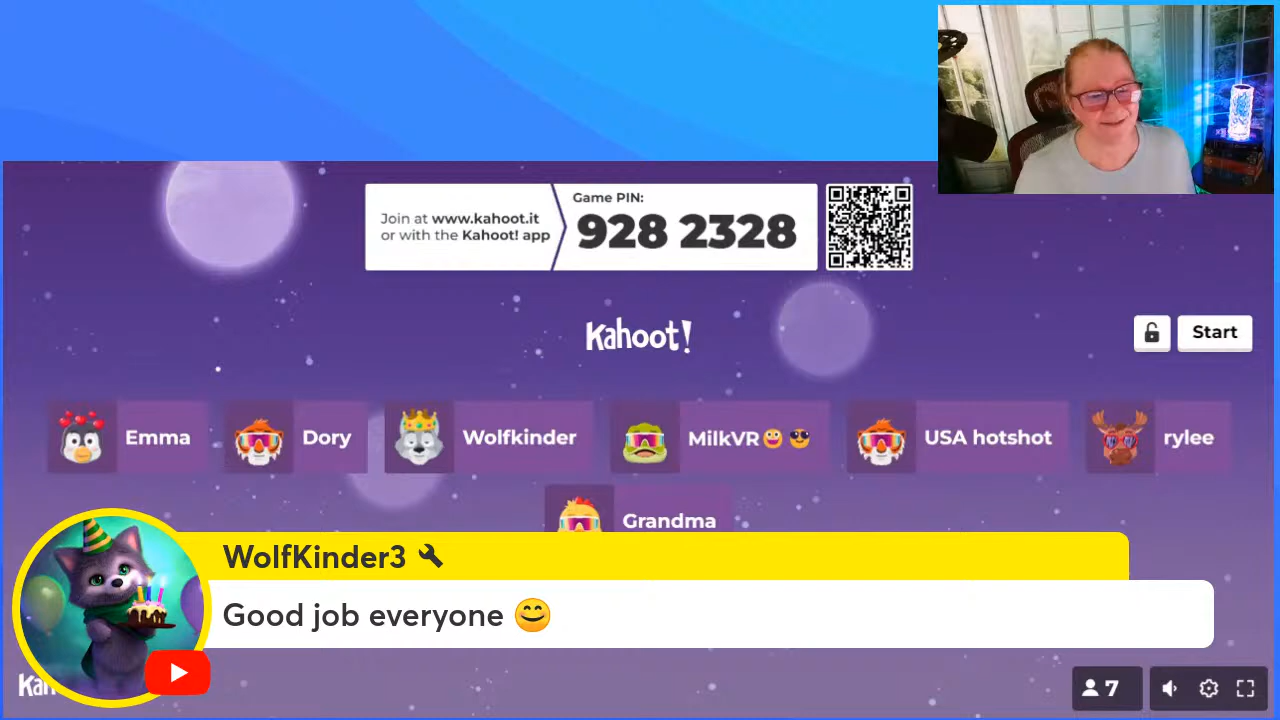 Join at www.kahoot.it
or with the Kahoot! app
Game PIN:
928 2328
Kahoot!
Start
Emma
Dory
Wolfkinder
MilkVR😃😎
USA hotshot
rylee
Grandma
WolfKinder3
Good job everyone 😊
7